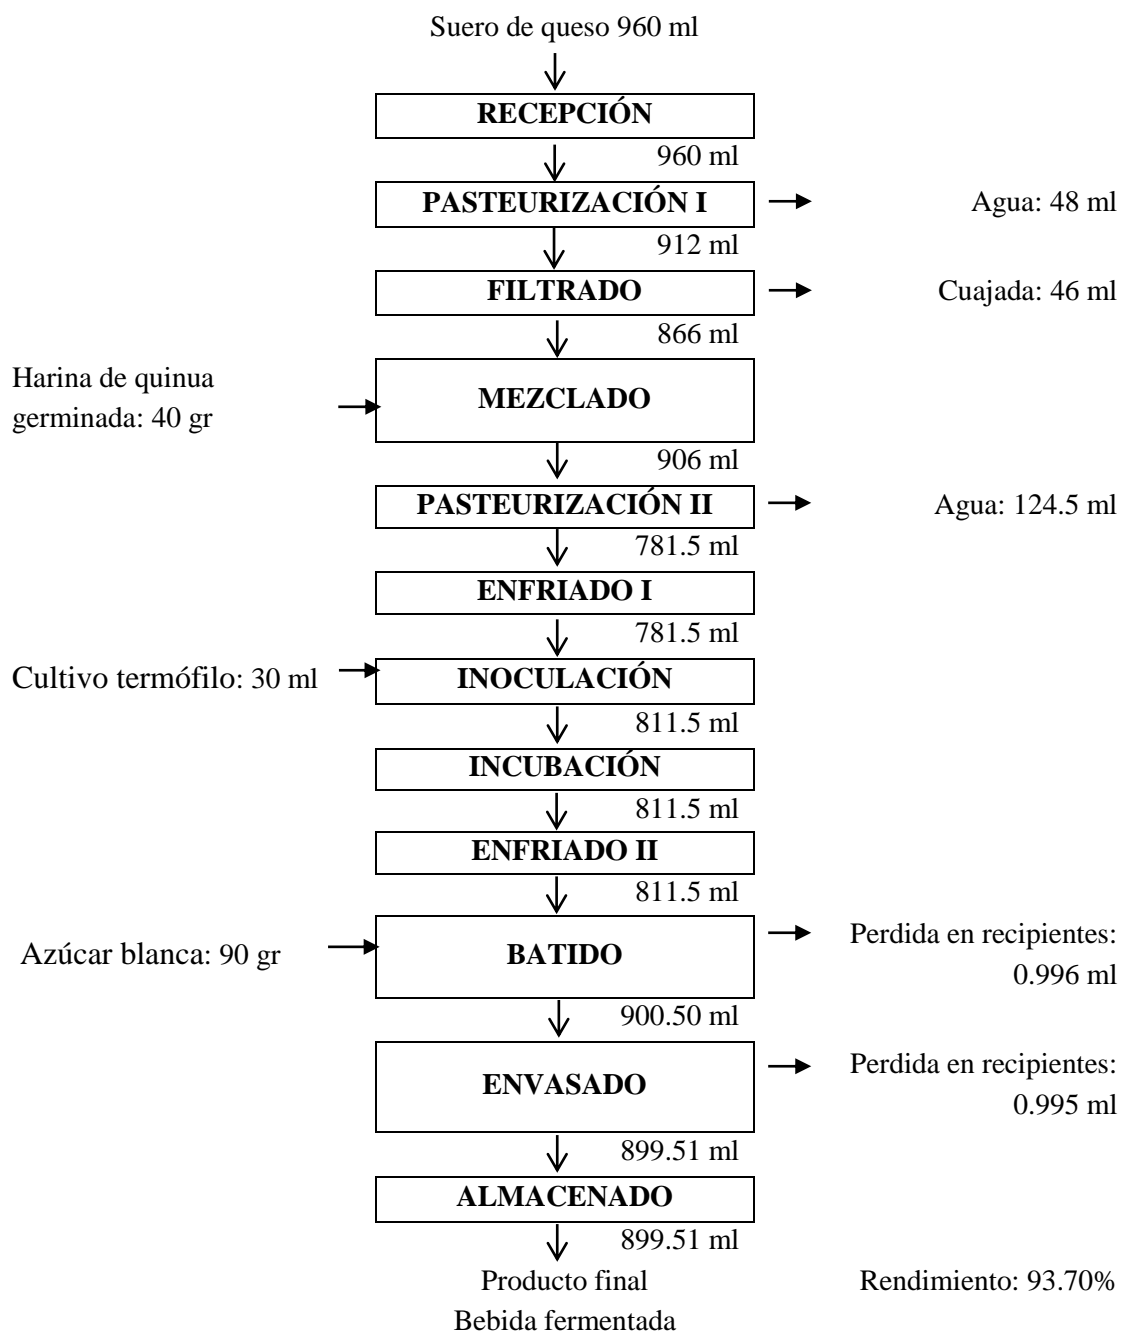 Suero de queso 960 ml
RECEPCIÓN
960 ml
PASTEURIZACIÓN I
Agua: 48 ml
912 ml
FILTRADO
Cuajada: 46 ml
866 ml
Harina de quinua
germinada: 40 gr
MEZCLADO
906 ml
PASTEURIZACIÓN II
Agua: 124.5 ml
781.5 ml
ENFRIADO I
781.5 ml
Cultivo termófilo: 30 ml
INOCULACIÓN
811.5 ml
INCUBACIÓN
811.5 ml
ENFRIADO II
811.5 ml
Azúcar blanca: 90 gr
BATIDO
Perdida en recipientes:
0.996 ml
900.50 ml
ENVASADO
Perdida en recipientes:
0.995 ml
899.51 ml
ALMACENADO
899.51 ml
Producto final
Bebida fermentada
Rendimiento: 93.70%